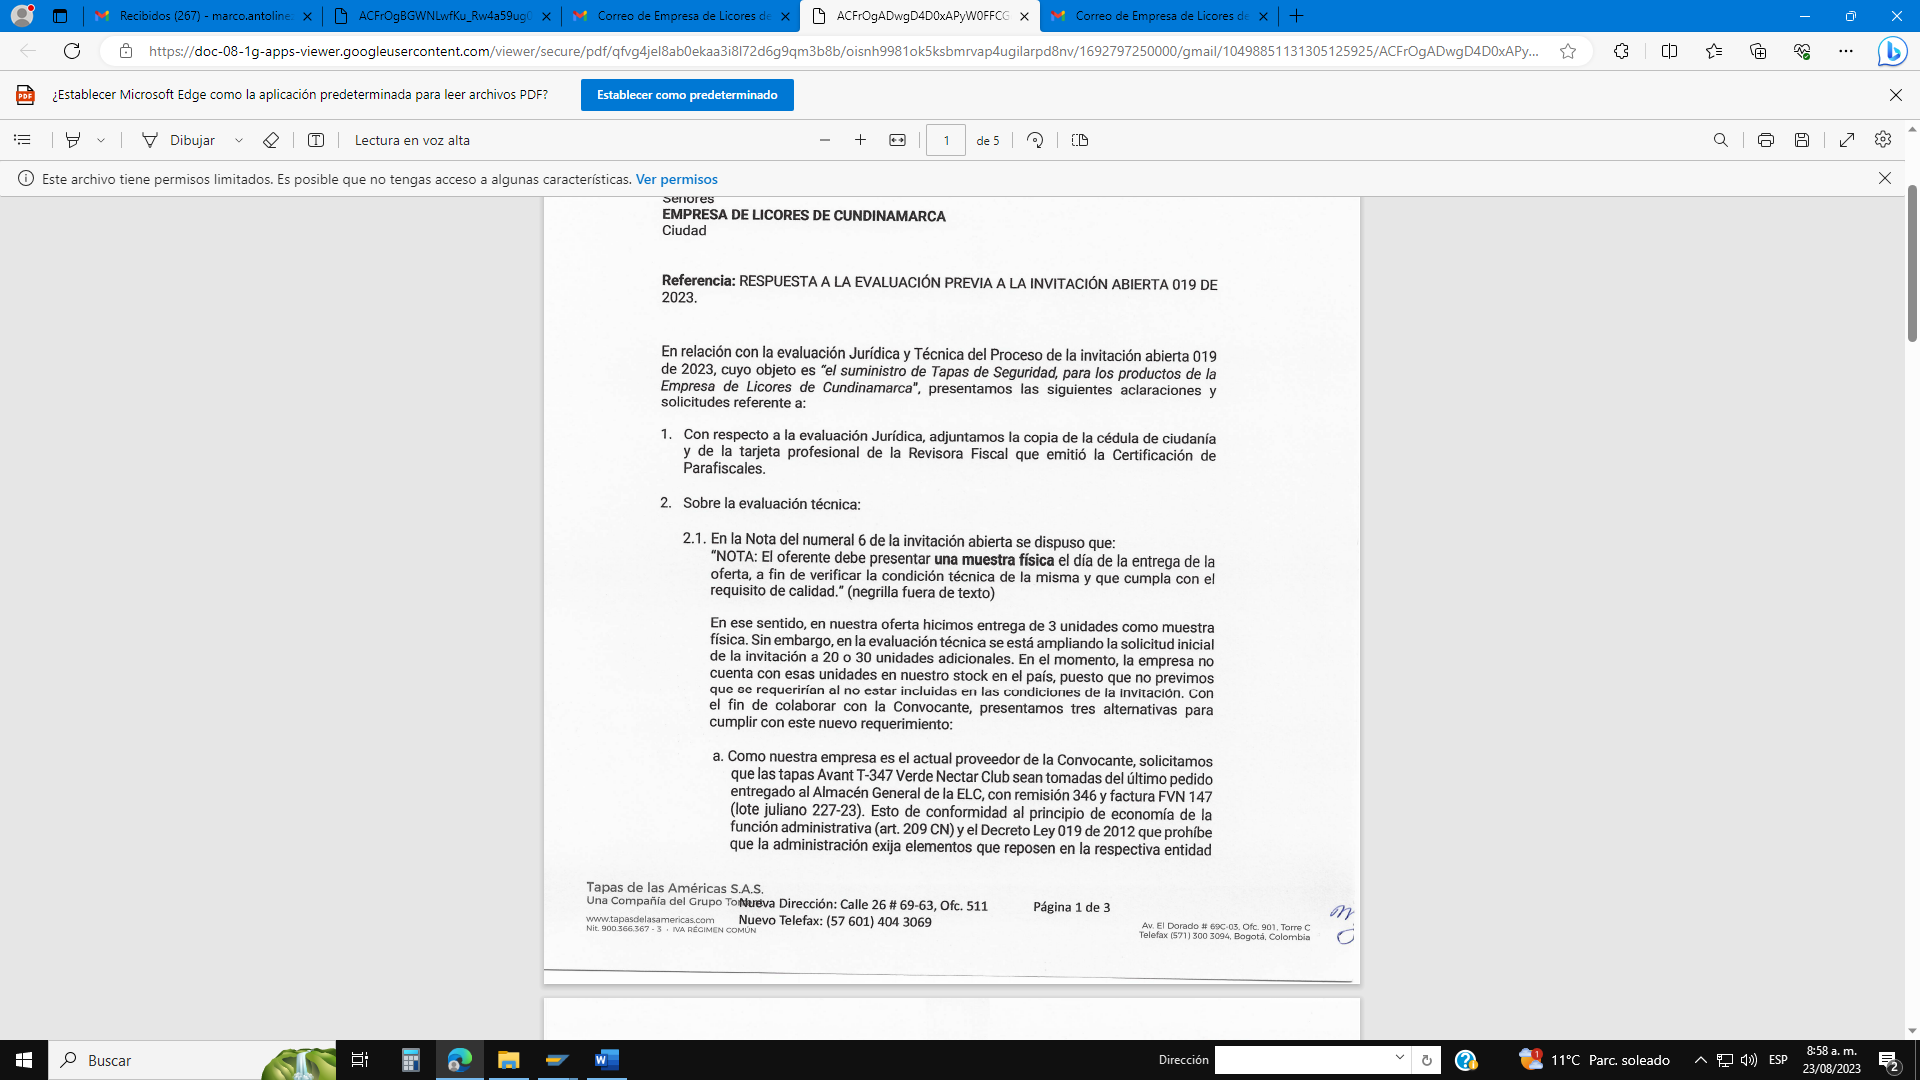 Recibidos (267) - marco.antoline
ACFrOgBGWNLwfKu_Rw4a59ug
Correo de Empresa de Licores de
ACFrOgADwgD4D0xAPyW0FFCG
Correo de Empresa de Licores de
https://doc-08-1g-apps-viewer.googleusercontent.com/viewer/secure/pdf/qfvg4jel8ab0ekaa3i8l72d6g9qm3b8b/oisnh9981ok5ksbmrvap4ugilarpd8nv/1692797250000/gmail/10498851131305125925/ACFrOgADwgD4D0xAPy...
¿Establecer Microsoft Edge como la aplicación predeterminada para leer archivos PDF?
Establecer como predeterminado
Dibujar
Lectura en voz alta
1 de 5
Este archivo tiene permisos limitados. Es posible que no tengas acceso a algunas características. Ver permisos
Señores
EMPRESA DE LICORES DE CUNDINAMARCA
Ciudad
Referencia: RESPUESTA A LA EVALUACIÓN PREVIA A LA INVITACIÓN ABIERTA 019 DE
2023.
En relación con la evaluación Jurídica y Técnica del Proceso de la invitación abierta 019
de 2023, cuyo objeto es “el suministro de Tapas de Seguridad, para los productos de la
Empresa de Licores de Cundinamarca", presentamos las siguientes aclaraciones y
solicitudes referente a:
1. Con respecto a la evaluación Jurídica, adjuntamos la copia de la cédula de ciudanía
y de la tarjeta profesional de la Revisora Fiscal que emitió la Certificación de
Parafiscales.
2. Sobre la evaluación técnica:
2.1. En la Nota del numeral 6 de la invitación abierta se dispuso que:
“NOTA: El oferente debe presentar una muestra física el día de la entrega de la
oferta, a fin de verificar la condición técnica de la misma y que cumpla con el
requisito de calidad.” (negrilla fuera de texto)
En ese sentido, en nuestra oferta hicimos entrega de 3 unidades como muestra
física. Sin embargo, en la evaluación técnica se está ampliando la solicitud inicial
de la invitación a 20 o 30 unidades adicionales. En el momento, la empresa no
cuenta con esas unidades en nuestro stock en el país, puesto que no previmos
que se requerirían al no estar incluidas en las condiciones de la invitación. Con
el fin de colaborar con la Convocante, presentamos tres alternativas para
cumplir con este nuevo requerimiento:
a. Como nuestra empresa es el actual proveedor de la Convocante, solicitamos
que las tapas Avant T-347 Verde Nectar Club sean tomadas del último pedido
entregado al Almacén General de la ELC, con remisión 346 y factura FVN 147
(lote juliano 227-23). Esto de conformidad al principio de economía de la
función administrativa (art. 209 CN) y el Decreto Ley 019 de 2012 que prohíbe
que la administración exija elementos que reposen en la respectiva entidad
Tapas de las Américas S.A.S.
Una Compañía del Grupo
Nueva Dirección: Calle 26 # 69-63, Ofc. 511
Página 1 de 3
www.tapasdelasamericas.com
Nuevo Telefax: (57 601) 404 3069
Nit. 900.366.367 - 3 · IVA RÉGIMEN COMÚN
Av. El Dorado # 69C-03, Ofc. 901, Torre C
Telefax (571) 300 3094, Bogotá, Colombia
Buscar
Dirección
1
11°C Parc. soleado
ESP
8:58 a. m.
23/08/2023
2